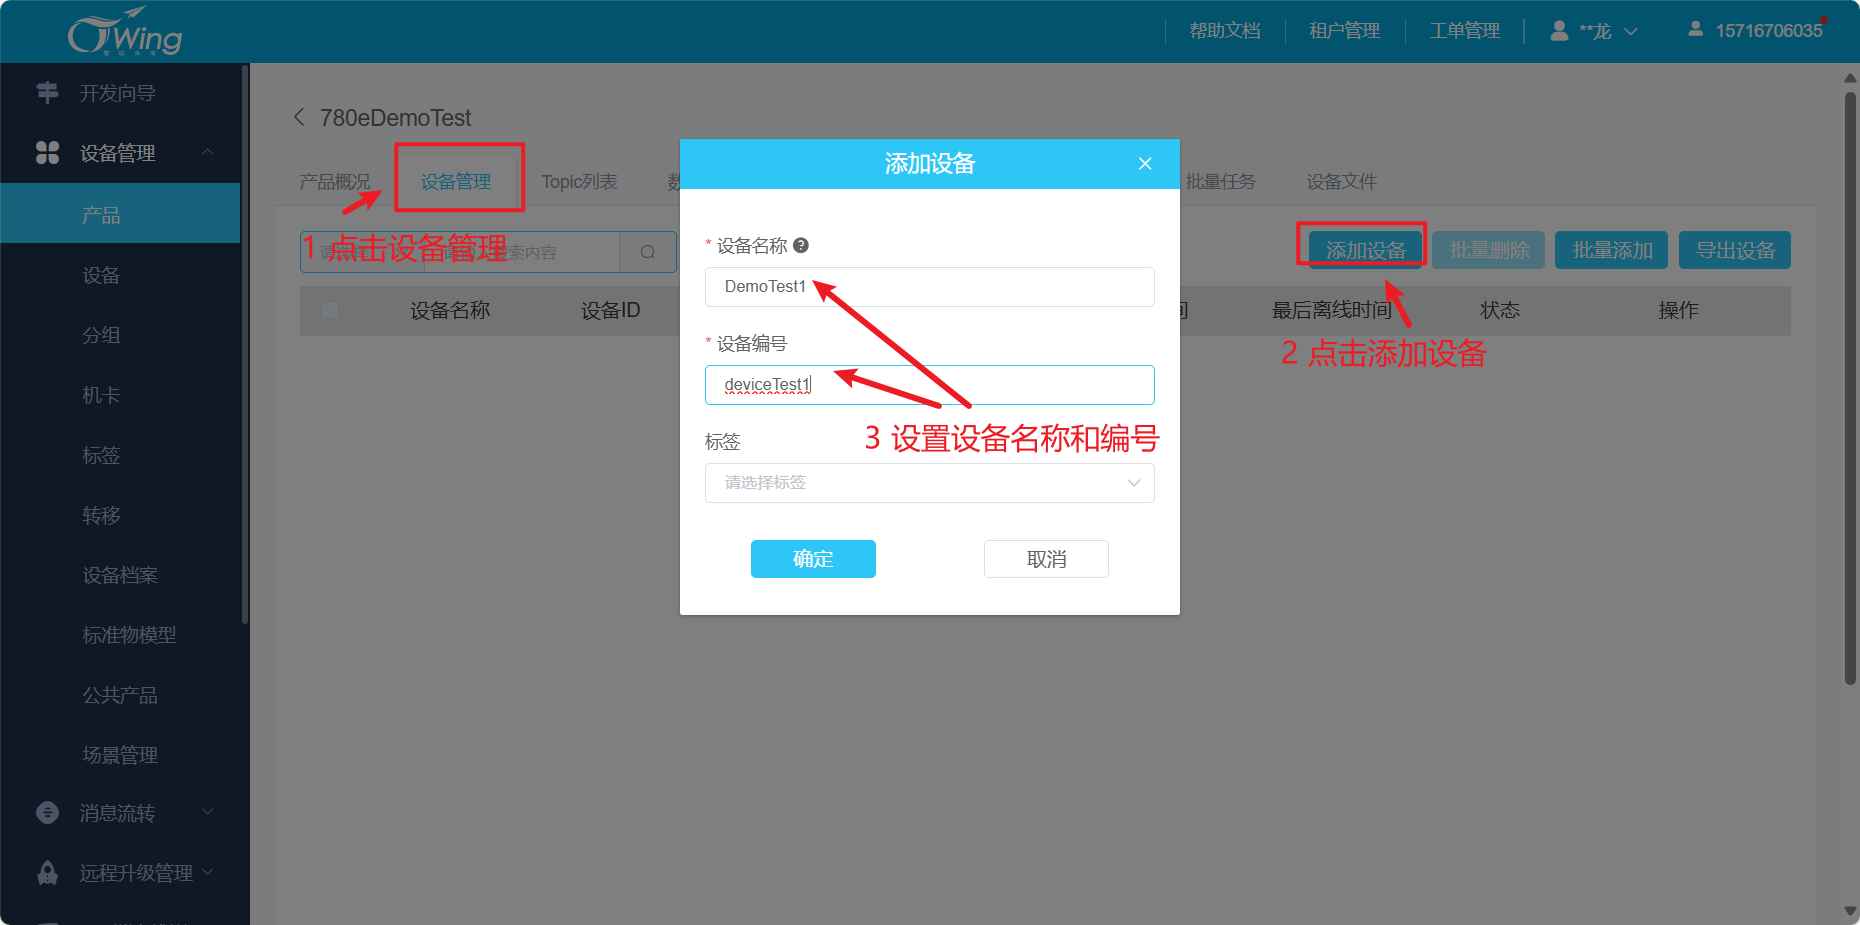 Wing
帮助文档
租户管理
工单管理
**龙
15716706035
开发向导
设备管理
产品
设备
分组
机卡
标签
转移
设备档案
标准物模型
公共产品
场景管理
消息流转
远程升级管理
780eDemoTest
产品概况
设备管理
Topic列表
数
批量任务
设备文件
1 点击设备管理
索内容
添加设备
批量删除
批量添加
导出设备
设备名称
设备ID
间
最后离线时间
状态
操作
2 点击添加设备
添加设备
* 设备名称
DemoTest1
* 设备编号
deviceTest1
3 设置设备名称和编号
标签
请选择标签
确定
取消